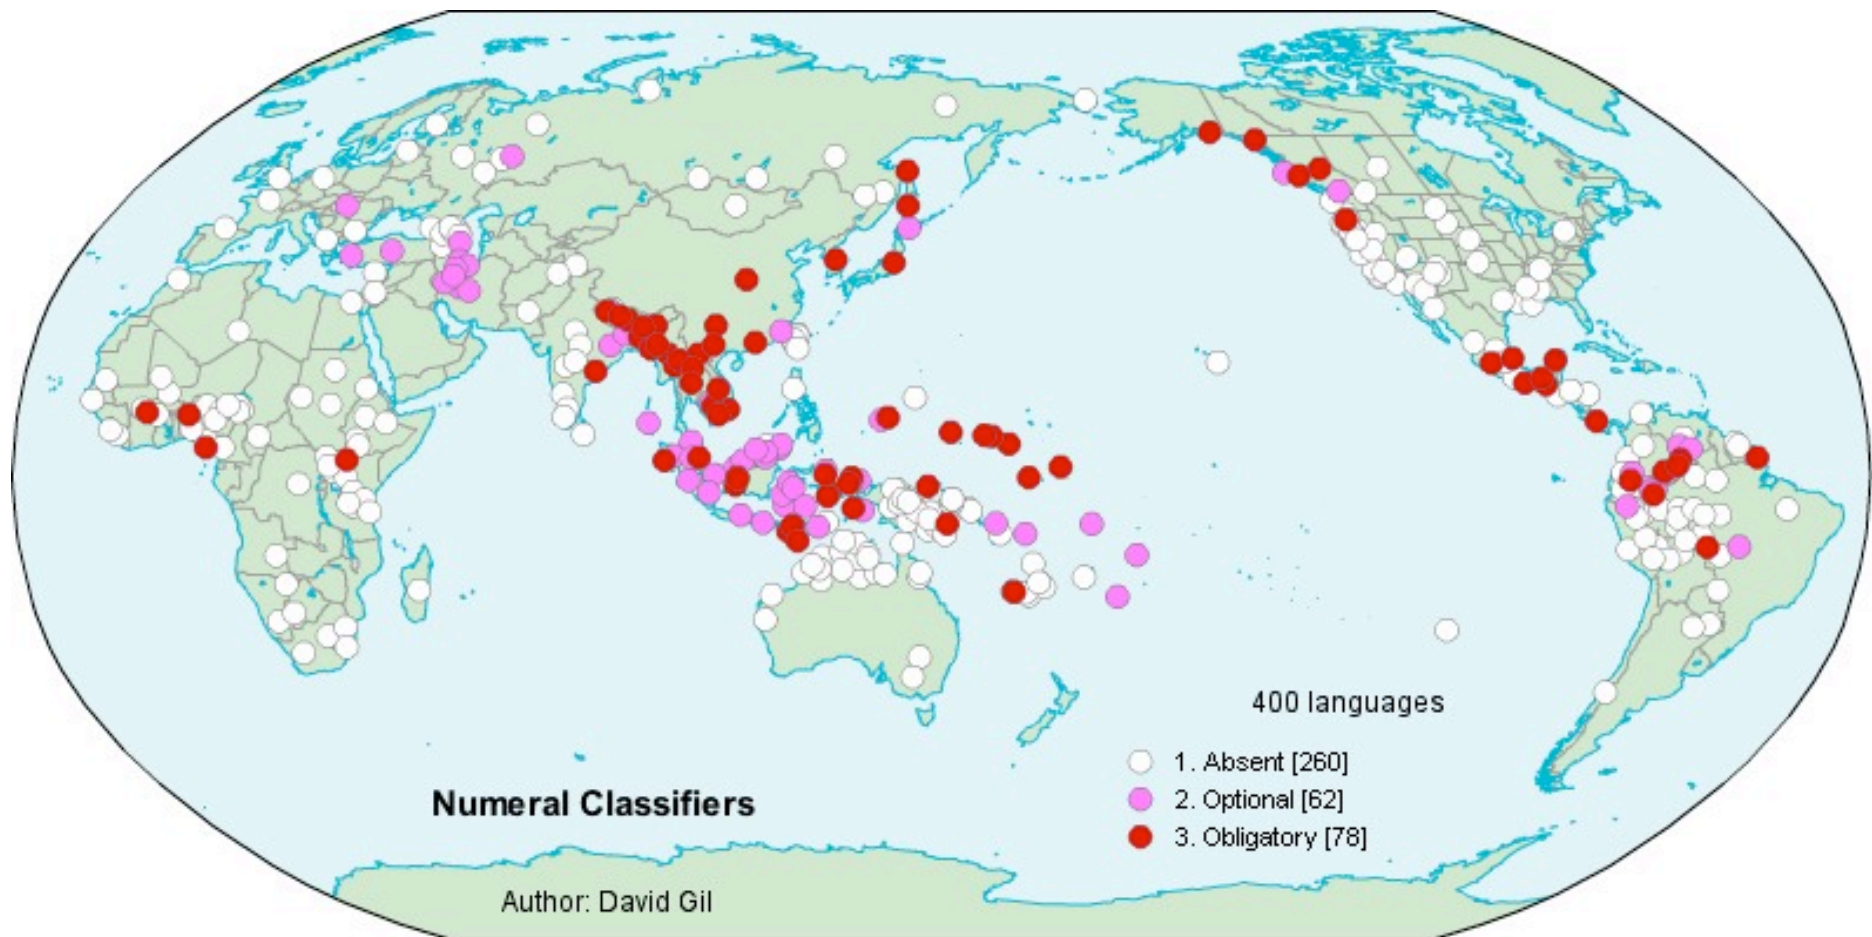 400 languages
1. Absent [260]
Numeral Classifiers
2. Optional [62]
3. Obligatory [78]
Author: David Gil